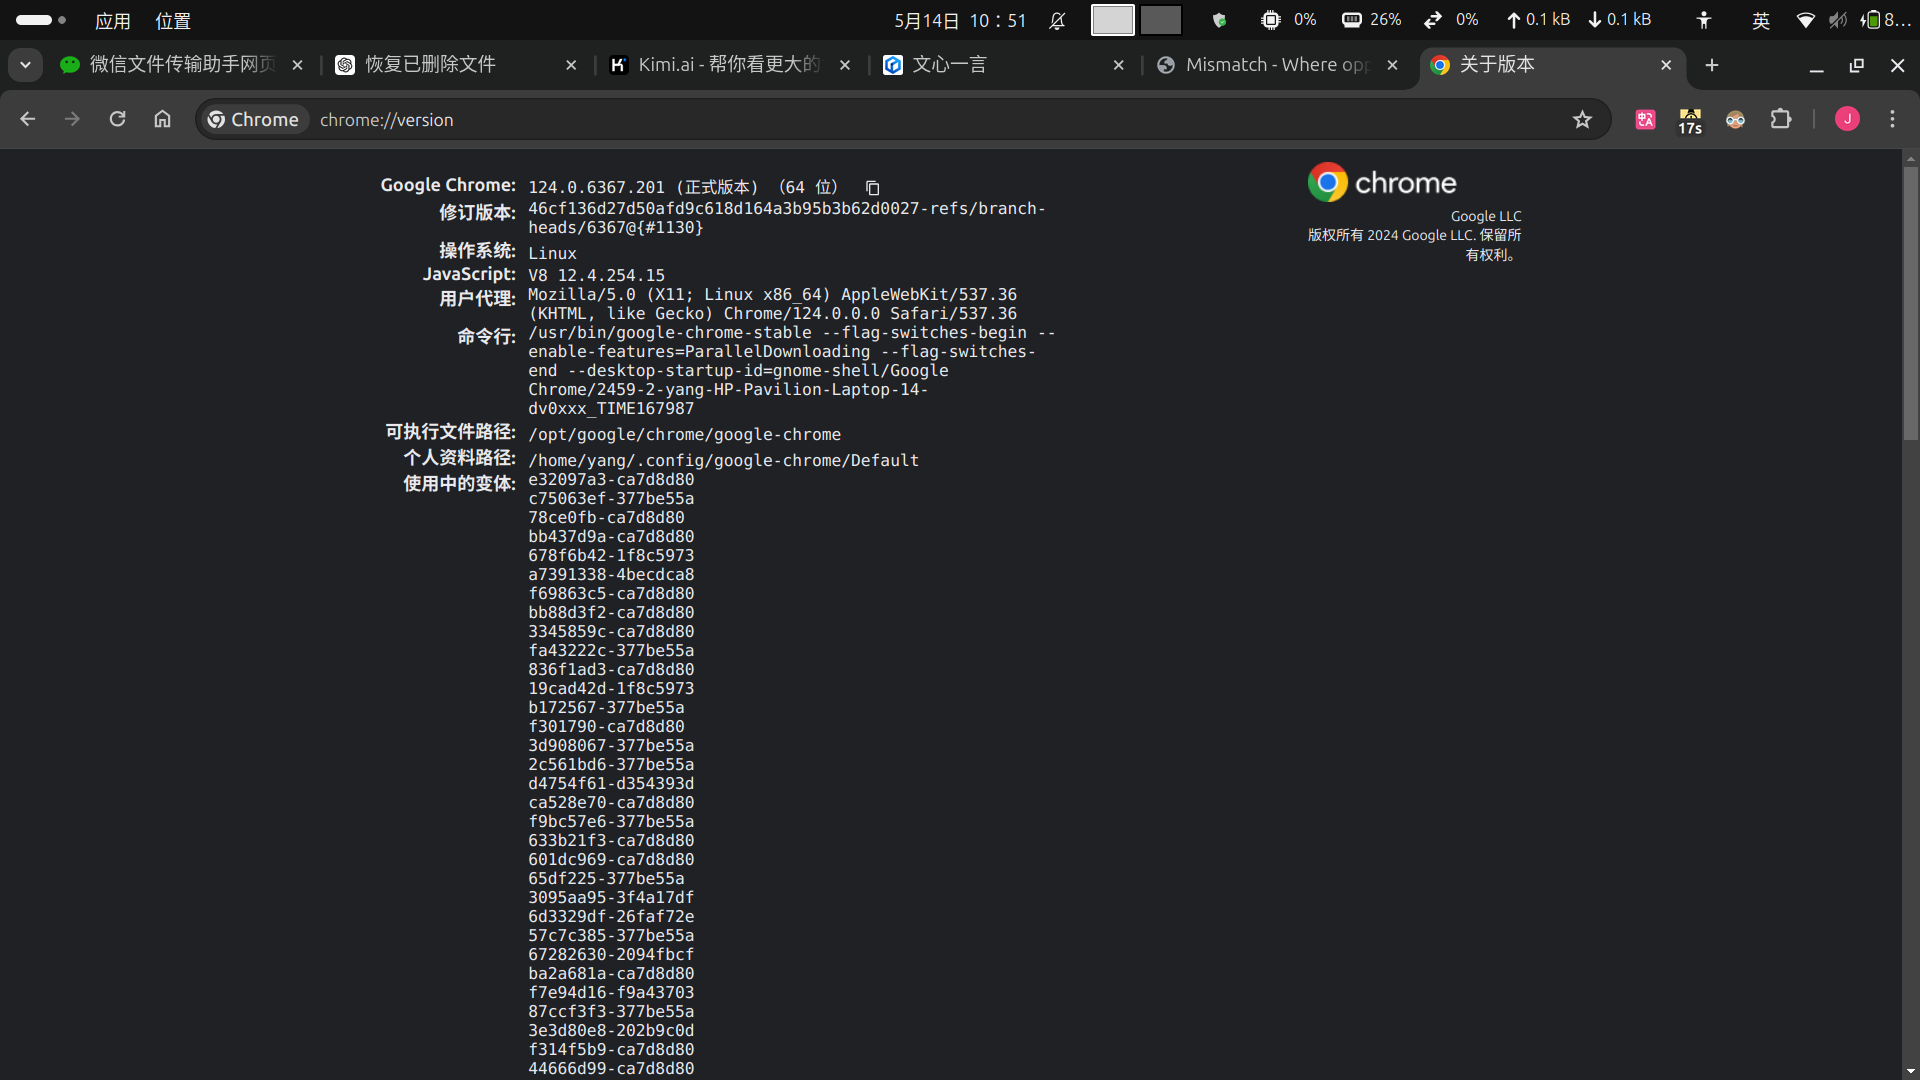 应用 位置 5月14日 10：51 0% 26% 0% 0.1 kB 0.1 kB 英 8...
微信文件传输助手网页 恢复已删除文件 Kimi.ai - 帮你看更大的 文心一言 Mismatch - Where opp 关于版本
Chrome chrome://version 17s J
Google Chrome: 124.0.6367.201 (正式版本) （64 位）
修订版本: 46cf136d27d50afd9c618d164a3b95b3b62d0027-refs/branch-
heads/6367@{#1130}
操作系统: Linux
JavaScript: V8 12.4.254.15
用户代理: Mozilla/5.0 (X11; Linux x86_64) AppleWebKit/537.36
(KHTML, like Gecko) Chrome/124.0.0.0 Safari/537.36
命令行: /usr/bin/google-chrome-stable --flag-switches-begin --
enable-features=ParallelDownloading --flag-switches-
end --desktop-startup-id=gnome-shell/Google
Chrome/2459-2-yang-HP-Pavilion-Laptop-14-
dv0xxx_TIME167987
可执行文件路径: /opt/google/chrome/google-chrome
个人资料路径: /home/yang/.config/google-chrome/Default
使用中的变体: e32097a3-ca7d8d80
c75063ef-377be55a
78ce0fb-ca7d8d80
bb437d9a-ca7d8d80
678f6b42-1f8c5973
a7391338-4becdca8
f69863c5-ca7d8d80
bb88d3f2-ca7d8d80
3345859c-ca7d8d80
fa43222c-377be55a
836f1ad3-ca7d8d80
19cad42d-1f8c5973
b172567-377be55a
f301790-ca7d8d80
3d908067-377be55a
2c561bd6-377be55a
d4754f61-d354393d
ca528e70-ca7d8d80
f9bc57e6-377be55a
633b21f3-ca7d8d80
601dc969-ca7d8d80
65df225-377be55a
3095aa95-3f4a17df
6d3329df-26faf72e
57c7c385-377be55a
67282630-2094fbcf
ba2a681a-ca7d8d80
f7e94d16-f9a43703
87ccf3f3-377be55a
3e3d80e8-202b9c0d
f314f5b9-ca7d8d80
44666d99-ca7d8d80
chrome
Google LLC
版权所有 2024 Google LLC. 保留所
有权利。